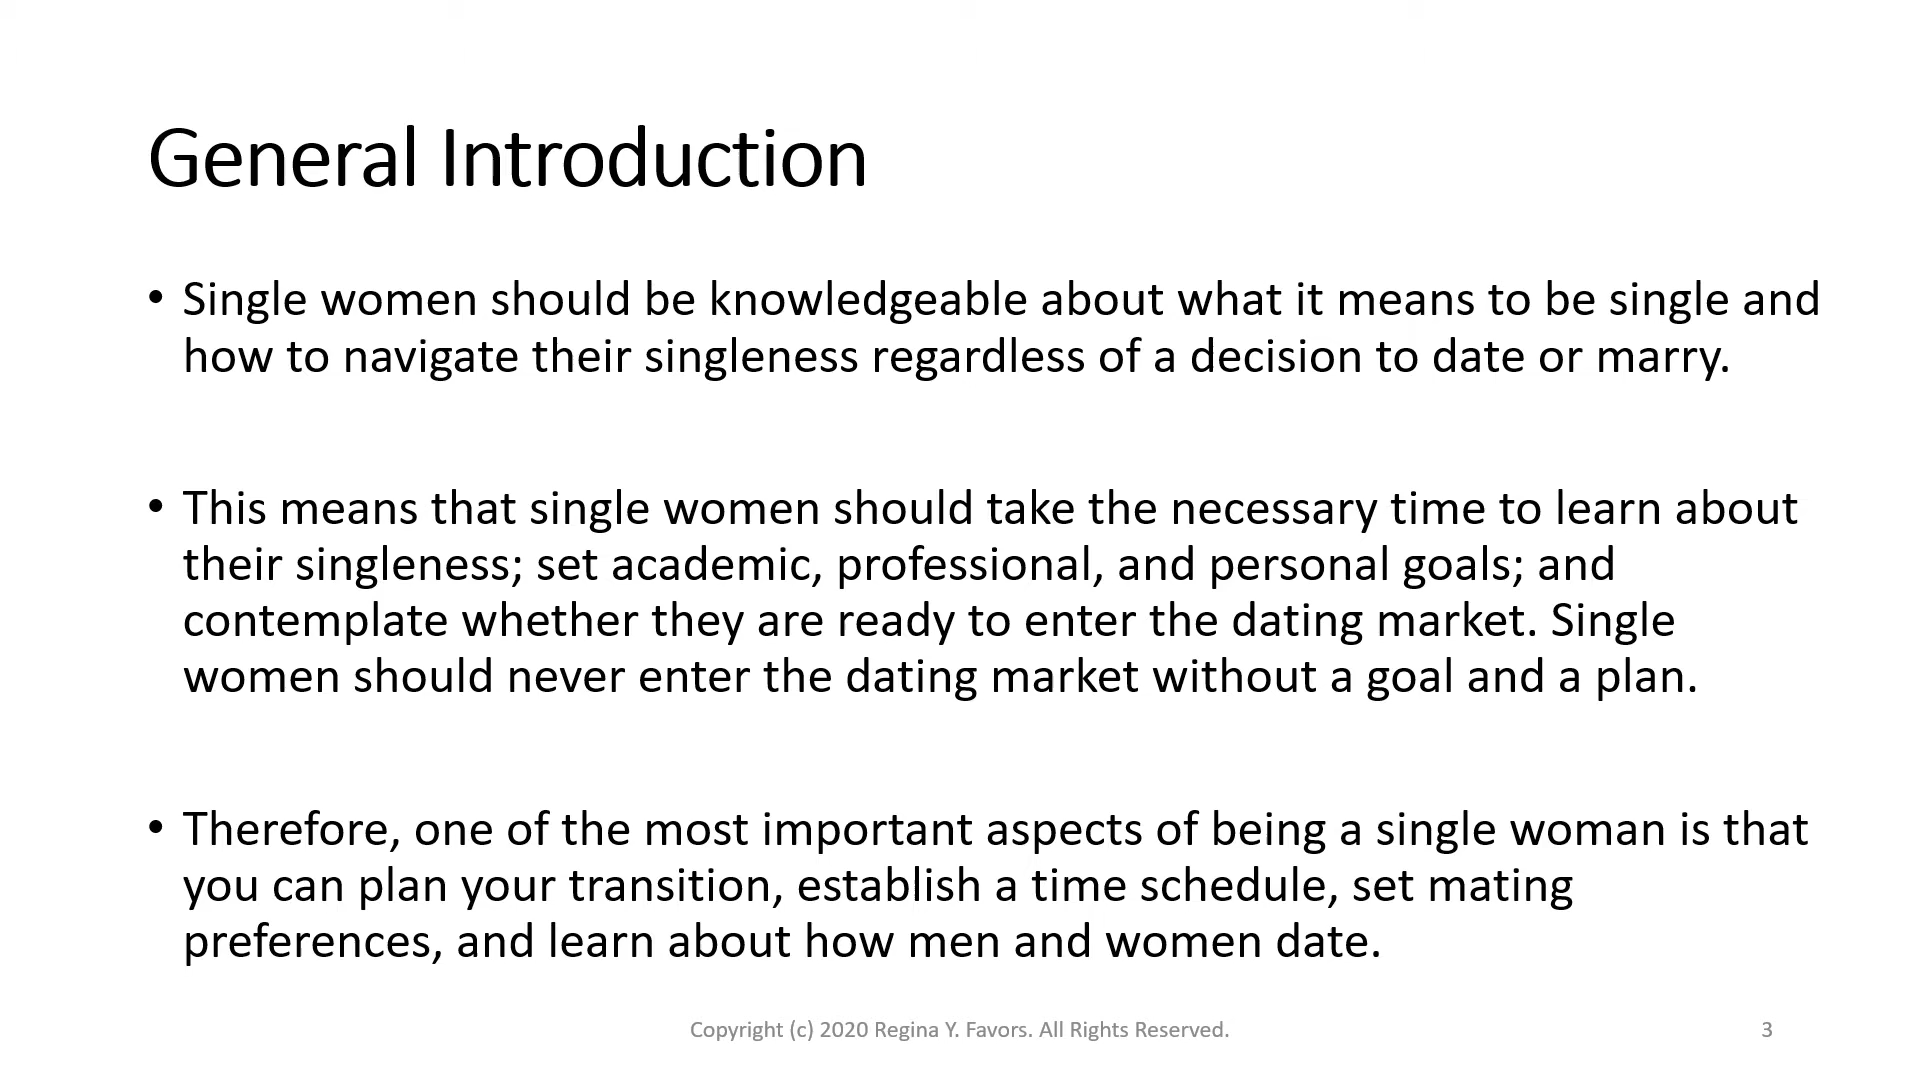 General Introduction
• Single women should be knowledgeable about what it means to be single and
how to navigate their singleness regardless of a decision to date or marry.
• This means that single women should take the necessary time to learn about
their singleness; set academic, professional, and personal goals; and
contemplate whether they are ready to enter the dating market. Single
women should never enter the dating market without a goal and a plan.
• Therefore, one of the most important aspects of being a single woman is that
you can plan your transition, establish a time schedule, set mating
preferences, and learn about how men and women date.
Copyright (c) 2020 Regina Y. Favors. All Rights Reserved.
3